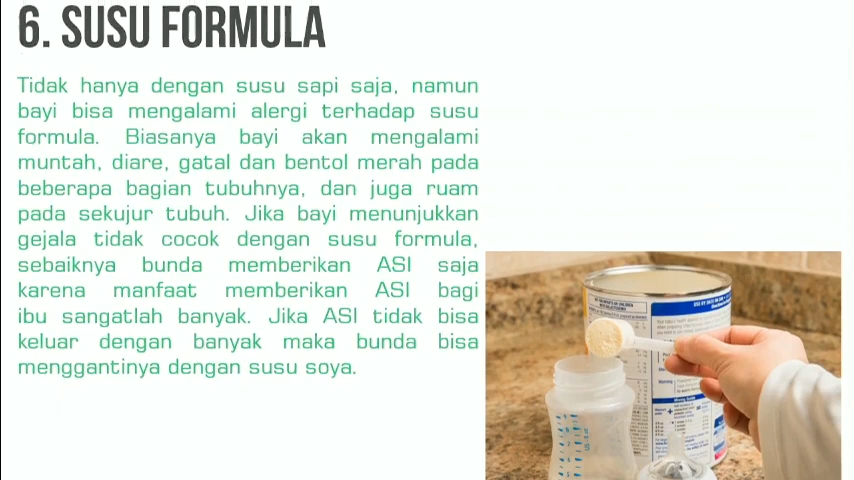 6. SUSU FORMULA
Tidak hanya dengan susu sapi saja, namun
bayi bisa mengalami alergi terhadap susu
formula. Biasanya bayi akan mengalami
muntah, diare, gatal dan bentol merah pada
beberapa bagian tubuhnya, dan juga ruam
pada sekujur tubuh. Jika bayi menunjukkan
gejala tidak cocok dengan susu formula,
sebaiknya bunda memberikan ASI saja
karena manfaat memberikan ASI bagi
ibu sangatlah banyak. Jika ASI tidak bisa
keluar dengan banyak maka bunda bisa
menggantinya dengan susu soya.